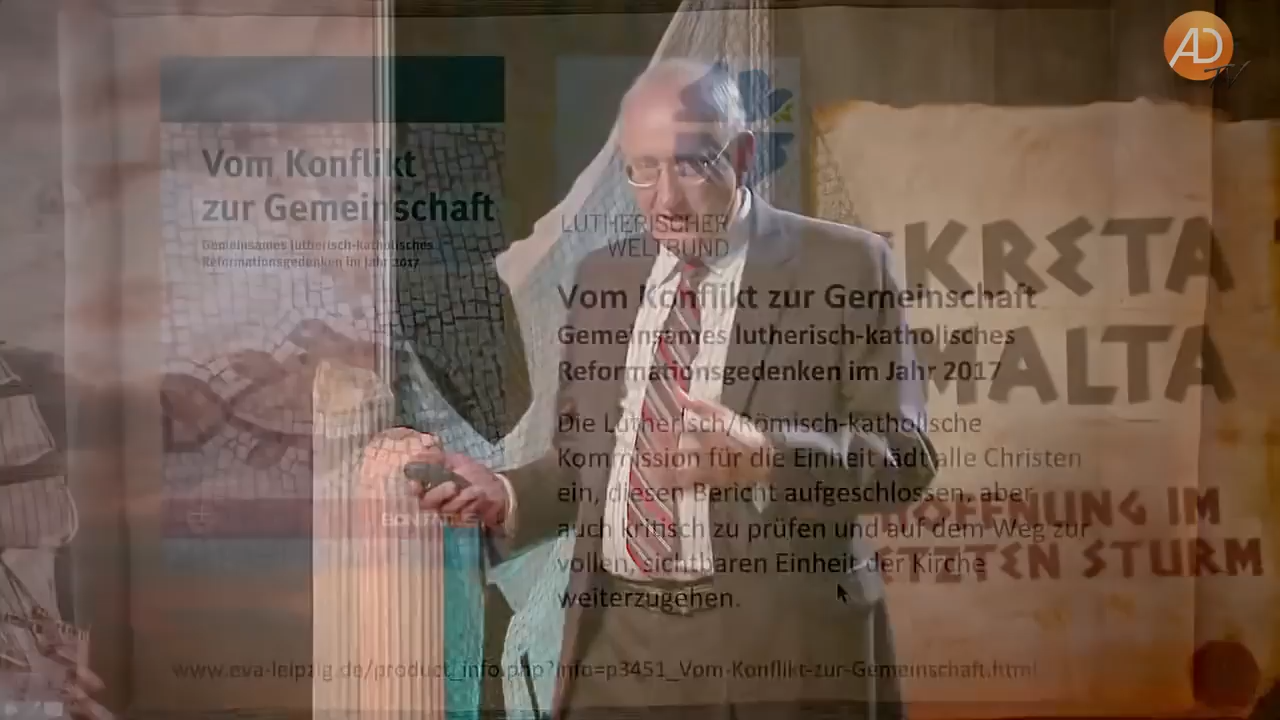 AD
TV
Vom Konflikt
zur Gemeinschaft
Gemeinsames lutherisch-katholisches
Reformationsgedenken im Jahr 2017
LUTHERISCHER
WELTBUND
Vom Konflikt zur Gemeinschaft
Gemeinsames lutherisch-katholisches
Reformationsgedenken im Jahr 2017
Die Lutherisch/Römisch-katholische
Kommission für die Einheit lädt alle Christen
ein, diesen Bericht aufgeschlossen, aber
auch kritisch zu prüfen und auf dem Weg zur
vollen, sichtbaren Einheit der Kirche
weiterzugehen.
www.eva-leipzig.de/product_info.php?info=p3451_Vom-Konflikt-zur-Gemeinschaft.html
KRETA
MALTA
HOFFNUNG IM
ETZTEN STURM